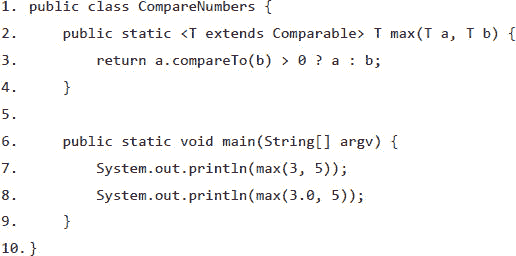 1. public class CompareNumbers {
2.     public static <T extends Comparable> T max(T a, T b) {
3.         return a.compareTo(b) > 0 ? a : b;
4.     }
5.
6.     public static void main(String[] argv) {
7.         System.out.println(max(3, 5));
8.         System.out.println(max(3.0, 5));
9.     }
10. }